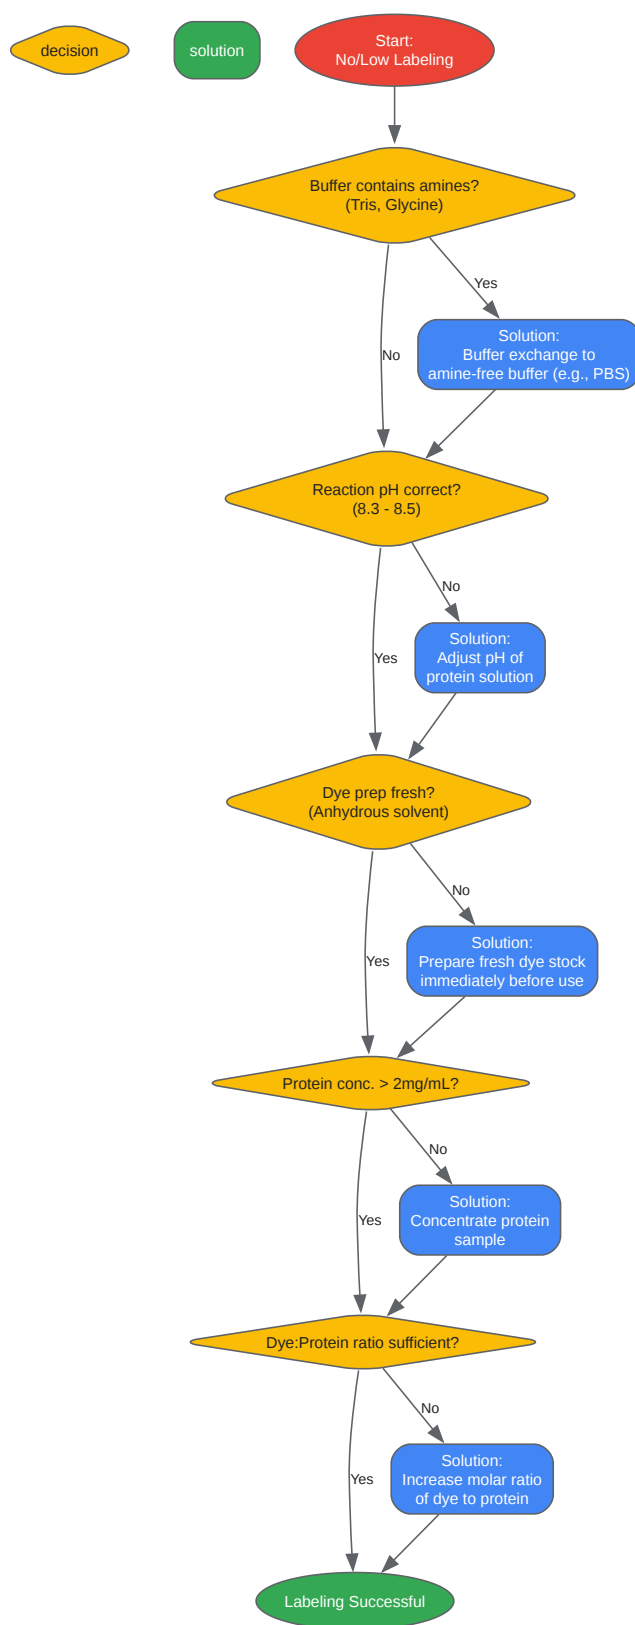 decision
solution
Start:
No/Low Labeling
Buffer contains amines?
(Tris, Glycine)
Yes
Solution:
Buffer exchange to
amine-free buffer (e.g., PBS)
No
Reaction pH correct?
(8.3 - 8.5)
No
Solution:
Adjust pH of
protein solution
Yes
Dye prep fresh?
(Anhydrous solvent)
No
Solution:
Prepare fresh dye stock
immediately before use
Yes
Protein conc. > 2mg/mL?
No
Solution:
Concentrate protein
sample
Yes
Dye:Protein ratio sufficient?
No
Solution:
Increase molar ratio
of dye to protein
Yes
Labeling Successful